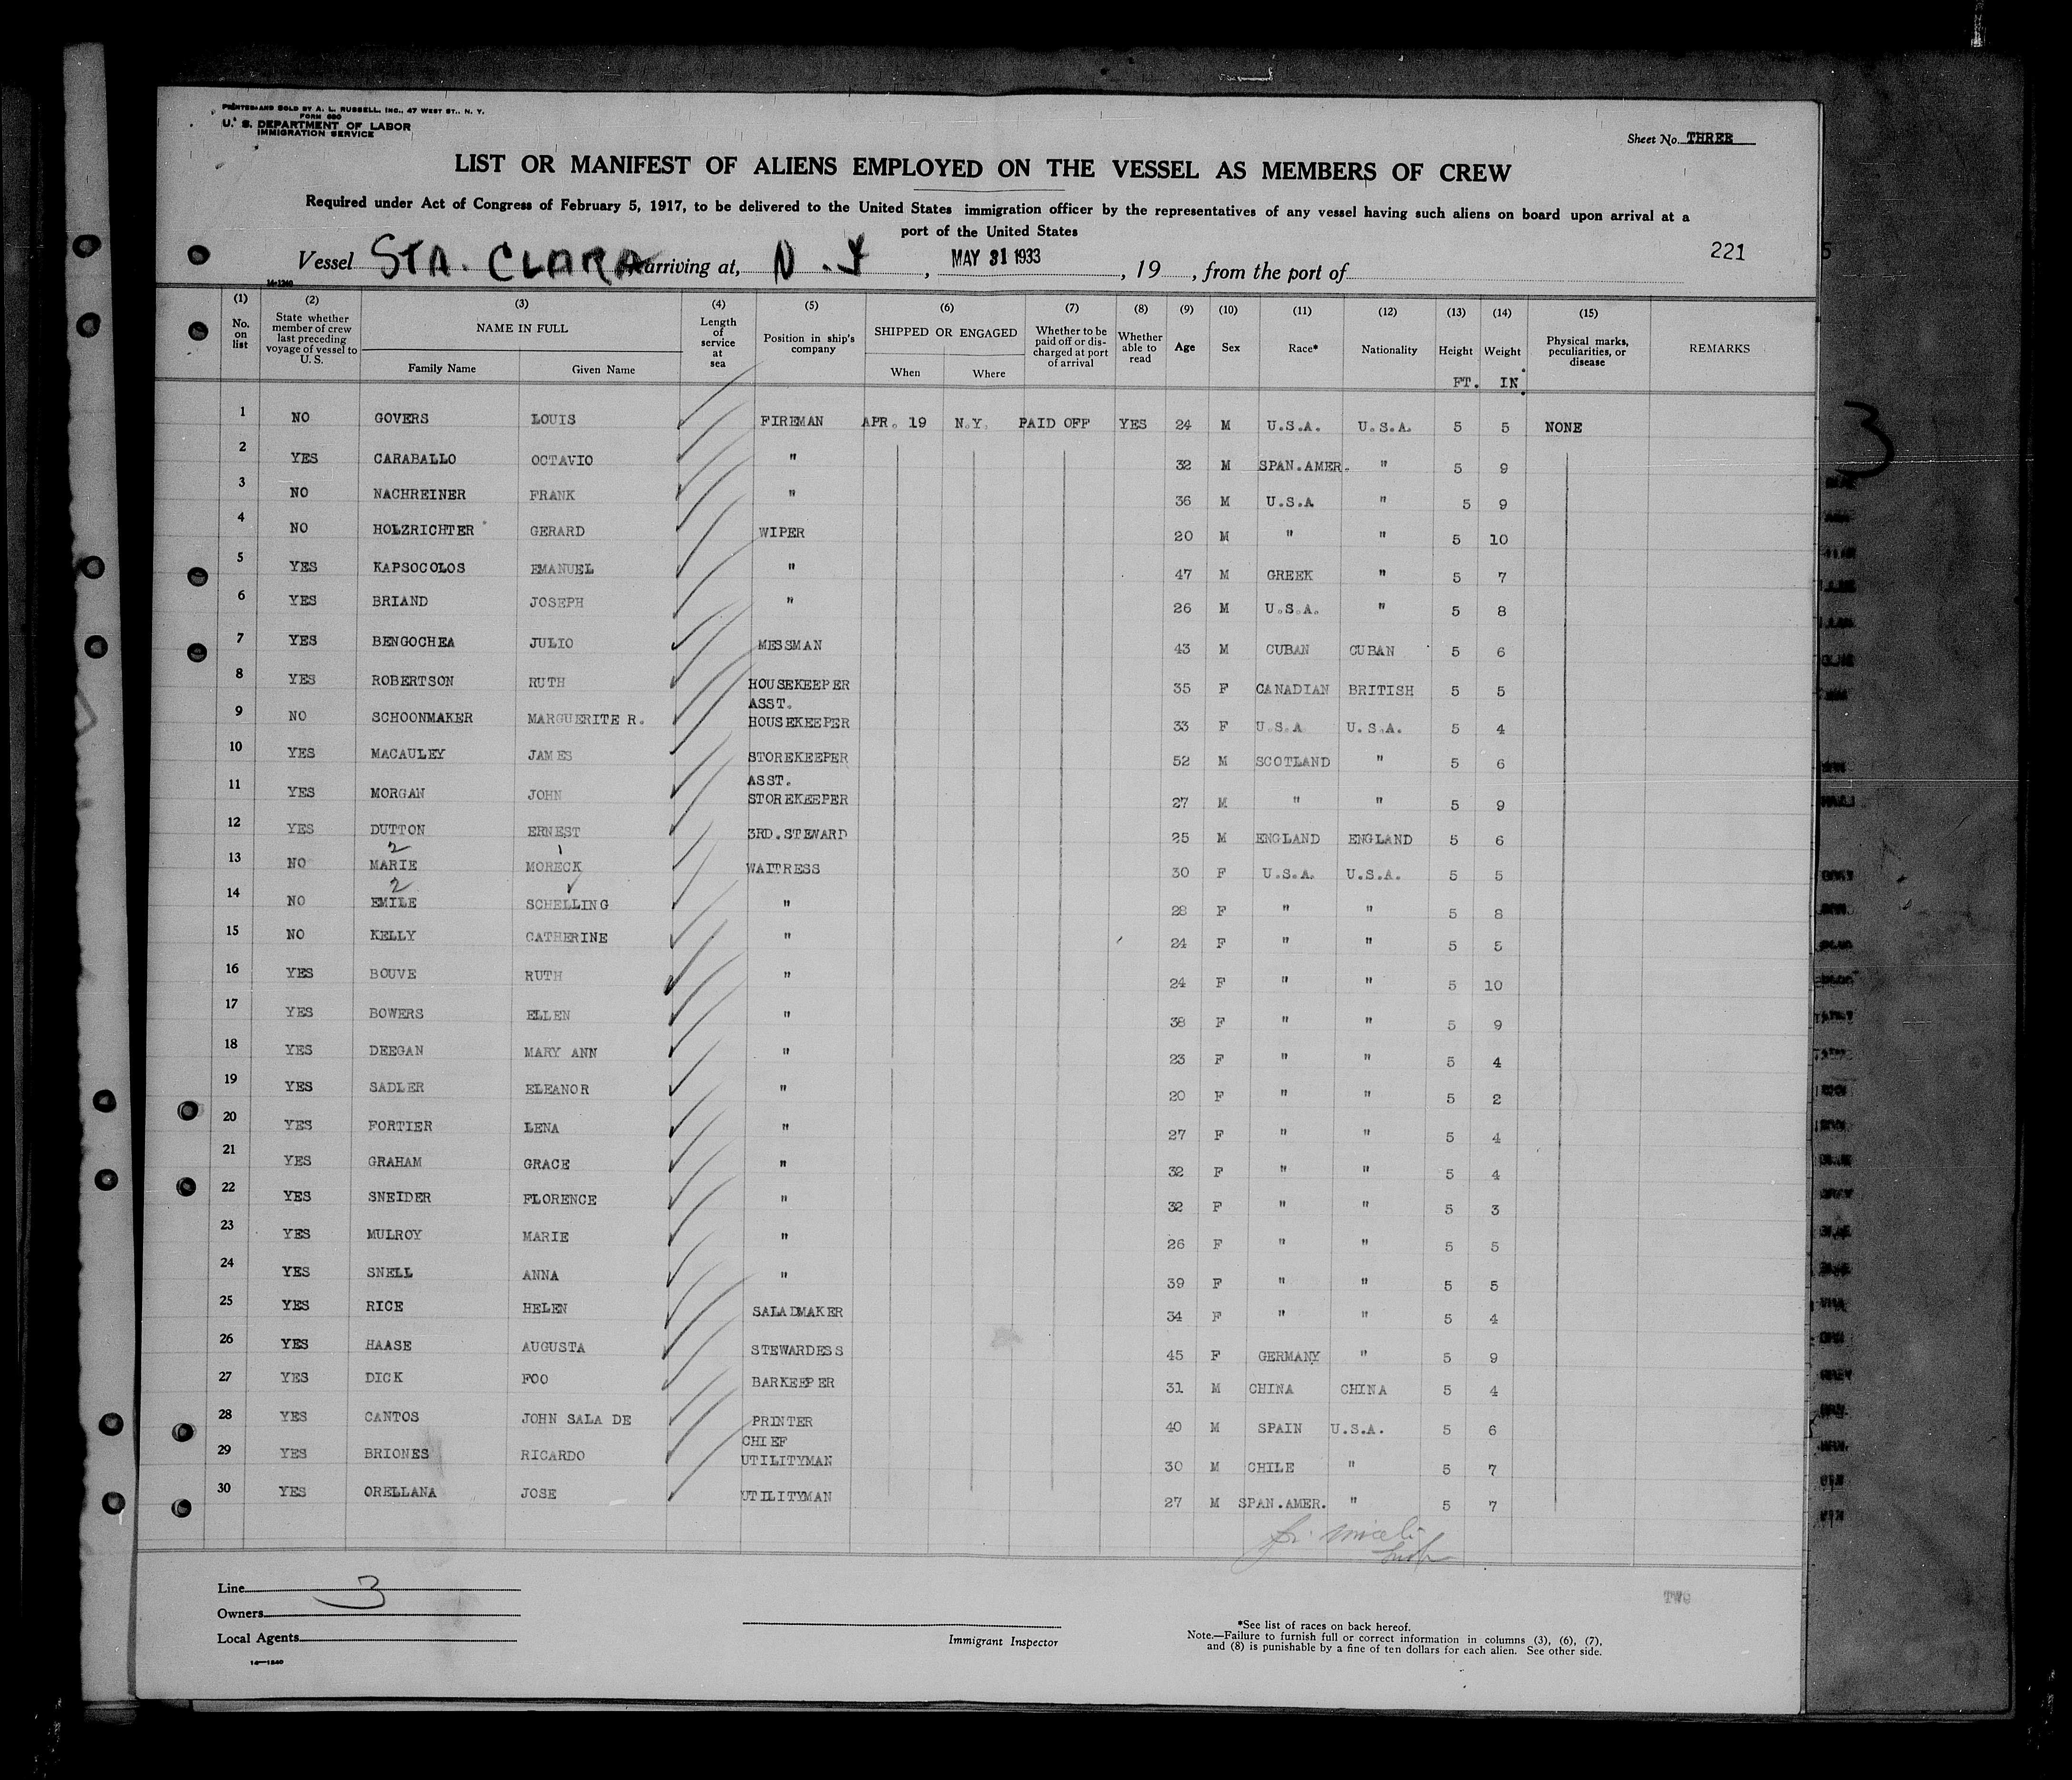 PRINTED AND SOLD BY A. L. RUSSELL, INC., 47 WEST ST., N. Y.
FORM 680
U. S. DEPARTMENT OF LABOR
IMMIGRATION SERVICE
Sheet No. THREE
LIST OR MANIFEST OF ALIENS EMPLOYED ON THE VESSEL AS MEMBERS OF CREW
Required under Act of Congress of February 5, 1917, to be delivered to the United States immigration officer by the representatives of any vessel having such aliens on board upon arrival at a
port of the United States
221
Vessel STA. CLARA arriving at, N.Y , MAY 31 1933 , 19 , from the port of
14-1240
(1) (2) (3) (4) (5) (6) (7) (8) (9) (10) (11) (12) (13) (14) (15)
No. on list State whether member of crew last preceding voyage of vessel to U. S. NAME IN FULL Family Name Given Name Length of service at sea Position in ship's company SHIPPED OR ENGAGED When Where Whether to be paid off or discharged at port of arrival Whether able to read Age Sex Race* Nationality Height Weight Physical marks, peculiarities, or disease REMARKS
FT. IN.
1 NO GOVERS LOUIS FIREMAN APR. 19 N.Y. PAID OFF YES 24 M U.S.A. U.S.A. 5 5 NONE
2 YES CARABALLO OCTAVIO " 32 M SPAN.AMER. " 5 9
3 NO NACHREINER FRANK " 36 M U.S.A " 5 9
4 NO HOLZRICHTER GERARD WIPER 20 M " " 5 10
5 YES KAPSOCOLOS EMANUEL " 47 M GREEK " 5 7
6 YES BRIAND JOSEPH " 26 M U.S.A. " 5 8
7 YES BENGOCHEA JULIO MESSMAN 43 M CUBAN CUBAN 5 6
8 YES ROBERTSON RUTH HOUSEKEEPER 35 F CANADIAN BRITISH 5 5
9 NO SCHOONMAKER MARGUERITE R. ASST. HOUSEKEEPER 33 F U.S.A U.S.A. 5 4
10 YES MACAULEY JAMES STOREKEEPER 52 M SCOTLAND " 5 6
11 YES MORGAN JOHN ASST. STOREKEEPER 27 M " " 5 9
12 YES DUTTON ERNEST 3RD.STEWARD 25 M ENGLAND ENGLAND 5 6
2 1
13 NO MARIE MORECK WAITRESS 30 F U.S.A. U.S.A. 5 5
2
14 NO EMILE SCHELLING " 28 F " " 5 8
15 NO KELLY CATHERINE " 24 F " " 5 5
16 YES BOUVE RUTH " 24 F " " 5 10
17 YES BOWERS ELLEN " 38 F " " 5 9
18 YES DEEGAN MARY ANN " 23 F " " 5 4
19 YES SADLER ELEANOR " 20 F " " 5 2
20 YES FORTIER LENA " 27 F " " 5 4
21 YES GRAHAM GRACE " 32 F " " 5 4
22 YES SNEIDER FLORENCE " 32 F " " 5 3
23 YES MULROY MARIE " 26 F " " 5 5
24 YES SNELL ANNA " 39 F " " 5 5
25 YES RICE HELEN SALADMAKER 34 F " " 5 4
26 YES HAASE AUGUSTA STEWARDESS 45 F GERMANY " 5 9
27 YES DICK FOO BARKEEPER 31 M CHINA CHINA 5 4
28 YES CANTOS JOHN SALA DE PRINTER 40 M SPAIN U.S.A. 5 6
29 YES BRIONES RICARDO CHIEF UTILITYMAN 30 M CHILE " 5 7
30 YES ORELLANA JOSE UTILITYMAN 27 M SPAN.AMER. " 5 7
Line 3
Owners
Local Agents
14-1240
Immigrant Inspector
*See list of races on back hereof.
Note.—Failure to furnish full or correct information in columns (3), (6), (7),
and (8) is punishable by a fine of ten dollars for each alien. See other side.
TWO
3